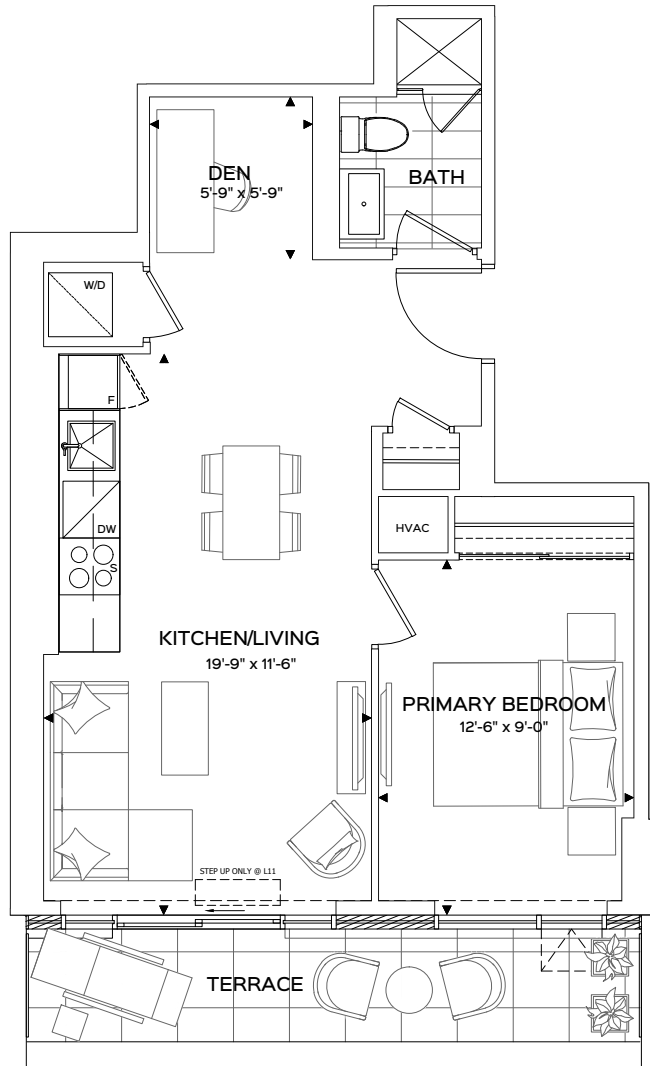 DEN
5'-9" x 5'-9"
BATH
W/D
F
DW
HVAC
S
KITCHEN/LIVING
19'-9" x 11'-6"
PRIMARY BEDROOM
12'-6" x 9'-0"
STEP UP ONLY @ L11
TERRACE